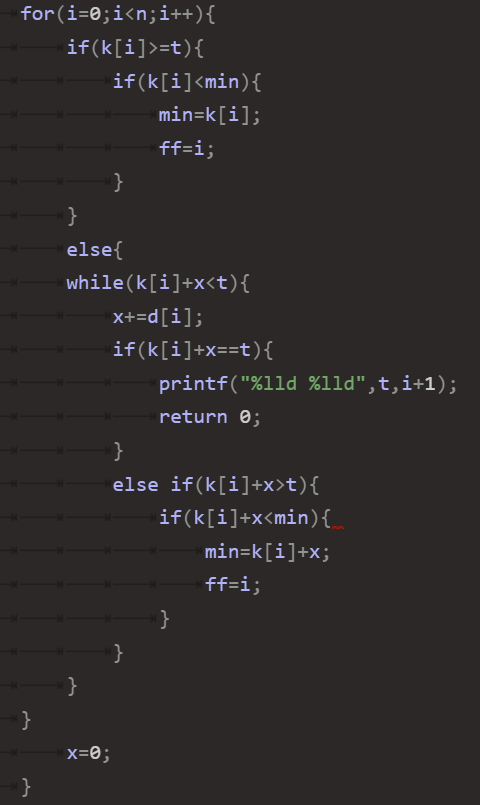 for(i=0;i<n;i++){
if(k[i]>=t){
if(k[i]<min){
min=k[i];
ff=i;
}
}
else{
while(k[i]+x<t){
x+=d[i];
if(k[i]+x==t){
printf("%lld %lld",t,i+1);
return 0;
}
else if(k[i]+x>t){
if(k[i]+x<min){
min=k[i]+x;
ff=i;
}
}
}
}
x=0;
}